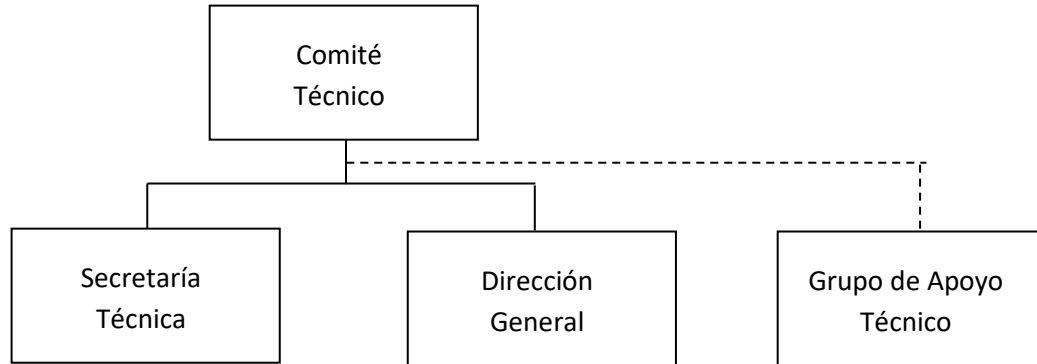 Comité
Técnico
Secretaría
Técnica
Dirección
General
Grupo de Apoyo
Técnico